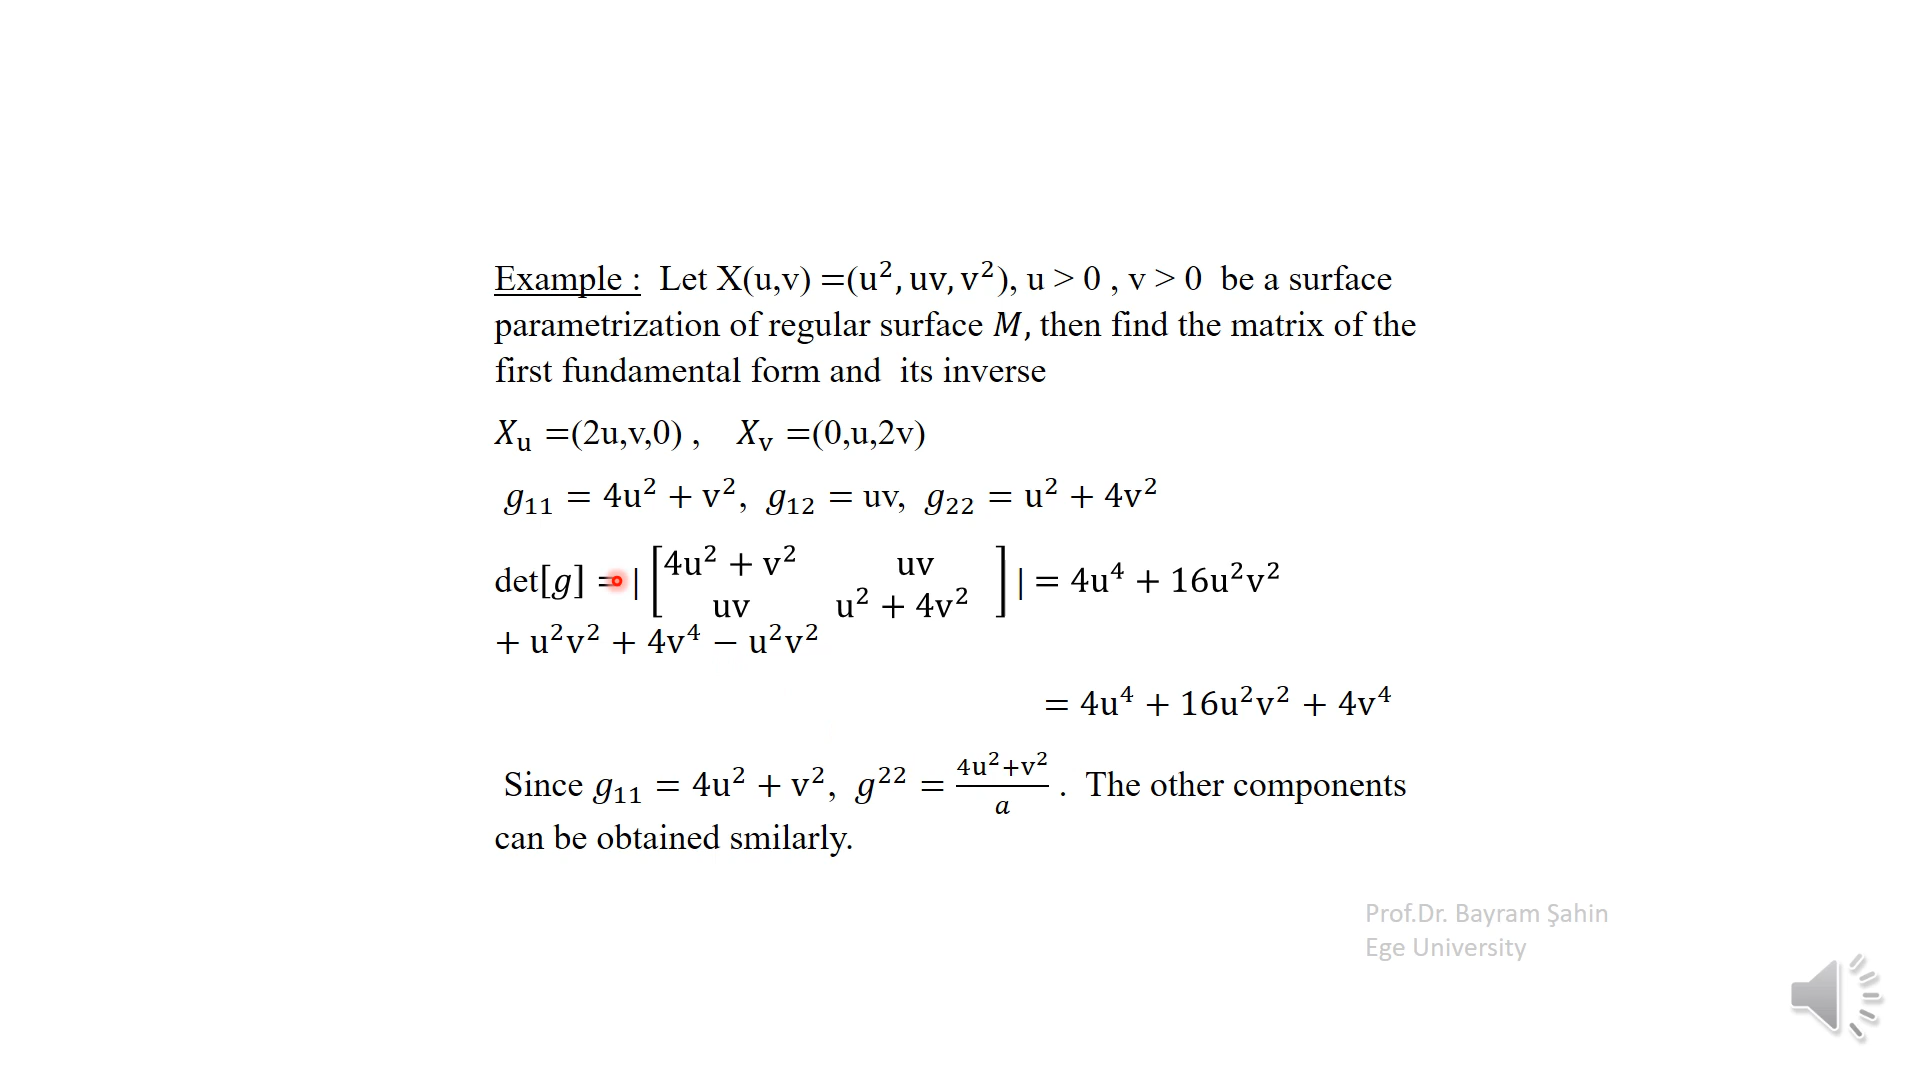 Example : Let X(u,v) =(u², uv, v²), u > 0 , v > 0 be a surface
parametrization of regular surface M, then find the matrix of the
first fundamental form and its inverse
Xᵤ =(2u,v,0) , Xᵥ =(0,u,2v)
g₁₁ = 4u² + v², g₁₂ = uv, g₂₂ = u² + 4v²
det[g] = | [4u² + v² uv
uv u² + 4v²] | = 4u⁴ + 16u²v²
+ u²v² + 4v⁴ − u²v²
= 4u⁴ + 16u²v² + 4v⁴
Since g₁₁ = 4u² + v², g²² = (4u²+v²)/a . The other components
can be obtained smilarly.
Prof.Dr. Bayram Şahin
Ege University